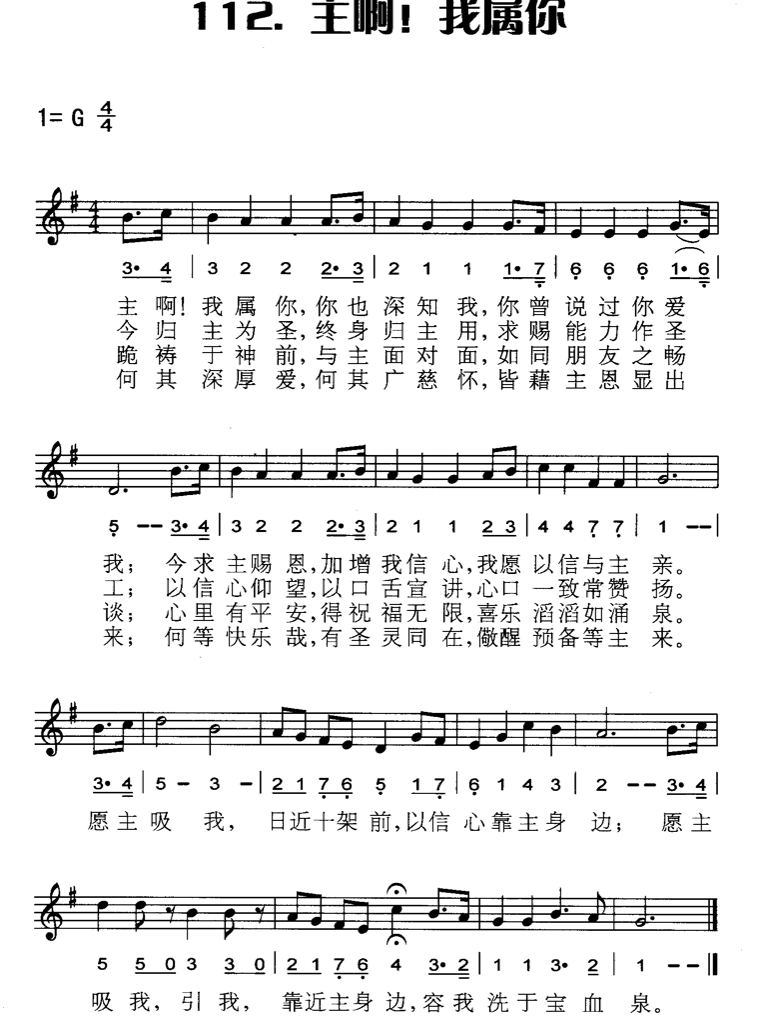 112. 主啊！我属你
1= G 4/4
3· 4 | 3 2 2 2·3 | 2 1 1 1·7 | 6 6 6 1·6 |
主 啊！我 属 你，你 也 深 知 我，你 曾 说 过 你 爱
今 归 主 为 圣，终 身 归 主 用，求 赐 能 力 作 圣
跪 祷 于 神 前，与 主 面 对 面，如 同 朋 友 之 畅
何 其 深 厚 爱，何 其 广 慈 怀，皆 藉 主 恩 显 出
5 -- 3·4 | 3 2 2 2·3 | 2 1 1 2 3 | 4 4 7 7 | 1 -- |
我； 今 求 主 赐 恩，加 增 我 信 心，我 愿 以 信 与 主 亲。
工； 以 信 心 仰 望，以 口 舌 宣 讲，心 口 一 致 常 赞 扬。
谈； 心 里 有 平 安，得 祝 福 无 限，喜 乐 滔 滔 如 涌 泉。
来； 何 等 快 乐 哉，有 圣 灵 同 在，儆 醒 预 备 等 主 来。
3·4 | 5 - 3 - | 2 1 7 6 5 1 7 | 6 1 4 3 | 2 -- 3·4 |
愿 主 吸 我， 日 近 十 架 前，以 信 心 靠 主 身 边； 愿 主
5 5 0 3 3 0 | 2 1 7 6 4 3·2 | 1 1 3· 2 | 1 -- ‖
吸 我，引 我， 靠 近 主 身 边，容 我 洗 于 宝 血 泉。